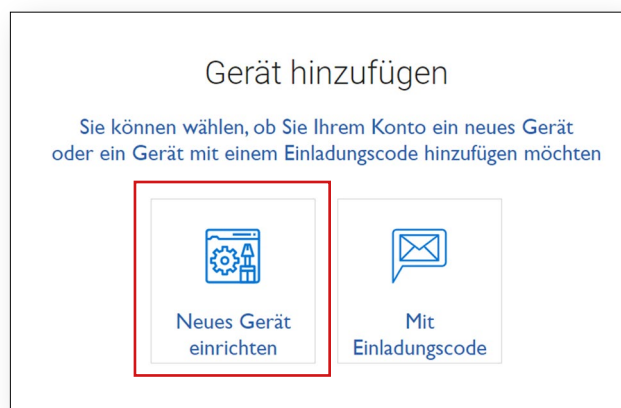 Gerät hinzufügen
Sie können wählen, ob Sie Ihrem Konto ein neues Gerät
oder ein Gerät mit einem Einladungscode hinzufügen möchten
Neues Gerät
einrichten
Mit
Einladungscode